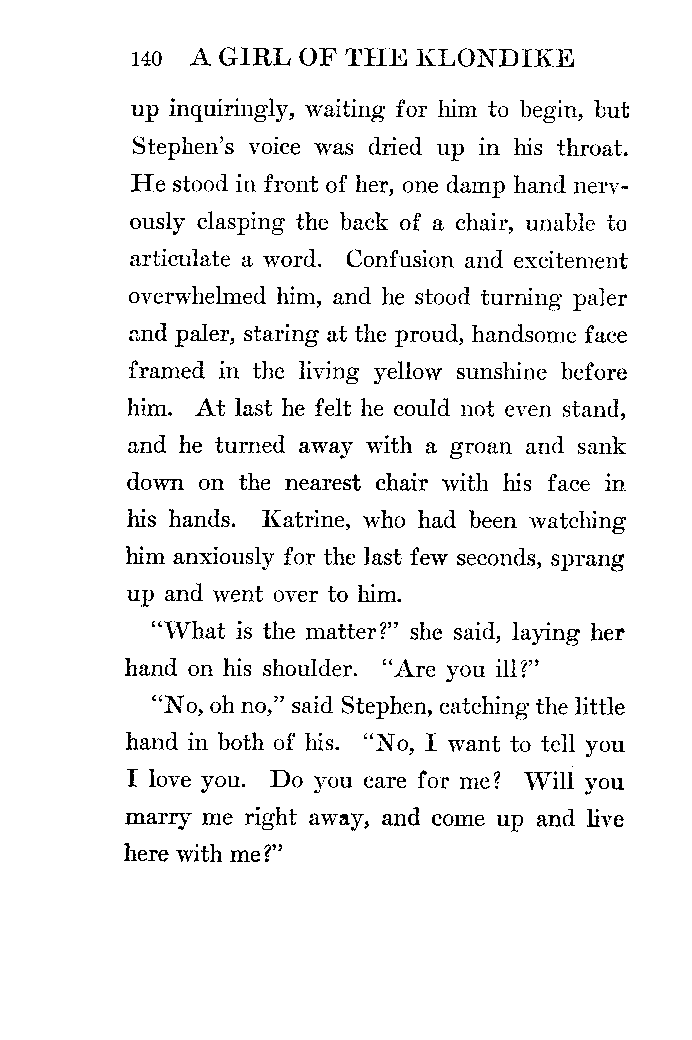 140 A GIRL OF THE KLONDIKE
up inquiringly, waiting for him to begin, but
Stephen's voice was dried up in his throat.
He stood in front of her, one damp hand nerv-
ously clasping the back of a chair, unable to
articulate a word. Confusion and excitement
overwhelmed him, and he stood turning paler
and paler, staring at the proud, handsome face
framed in the living yellow sunshine before
him. At last he felt he could not even stand,
and he turned away with a groan and sank
down on the nearest chair with his face in
his hands. Katrine, who had been watching
him anxiously for the last few seconds, sprang
up and went over to him.
“What is the matter?” she said, laying her
hand on his shoulder. “Are you ill?”
“No, oh no,” said Stephen, catching the little
hand in both of his. “No, I want to tell you
I love you. Do you care for me? Will you
marry me right away, and come up and live
here with me?”